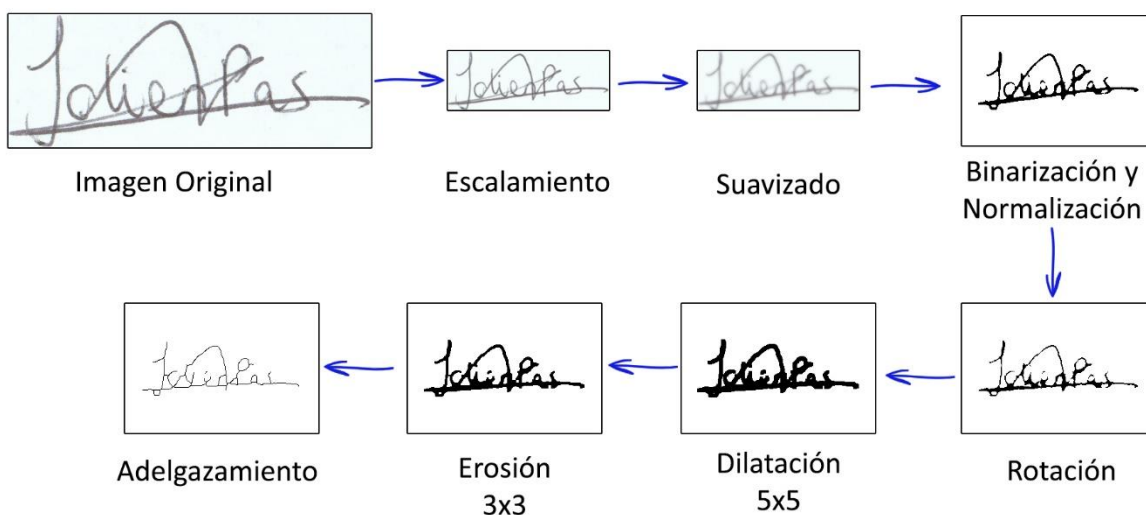 Imagen Original
Escalamiento
Suavizado
Binarización y
Normalización
Adelgazamiento
Erosión
3x3
Dilatación
5x5
Rotación